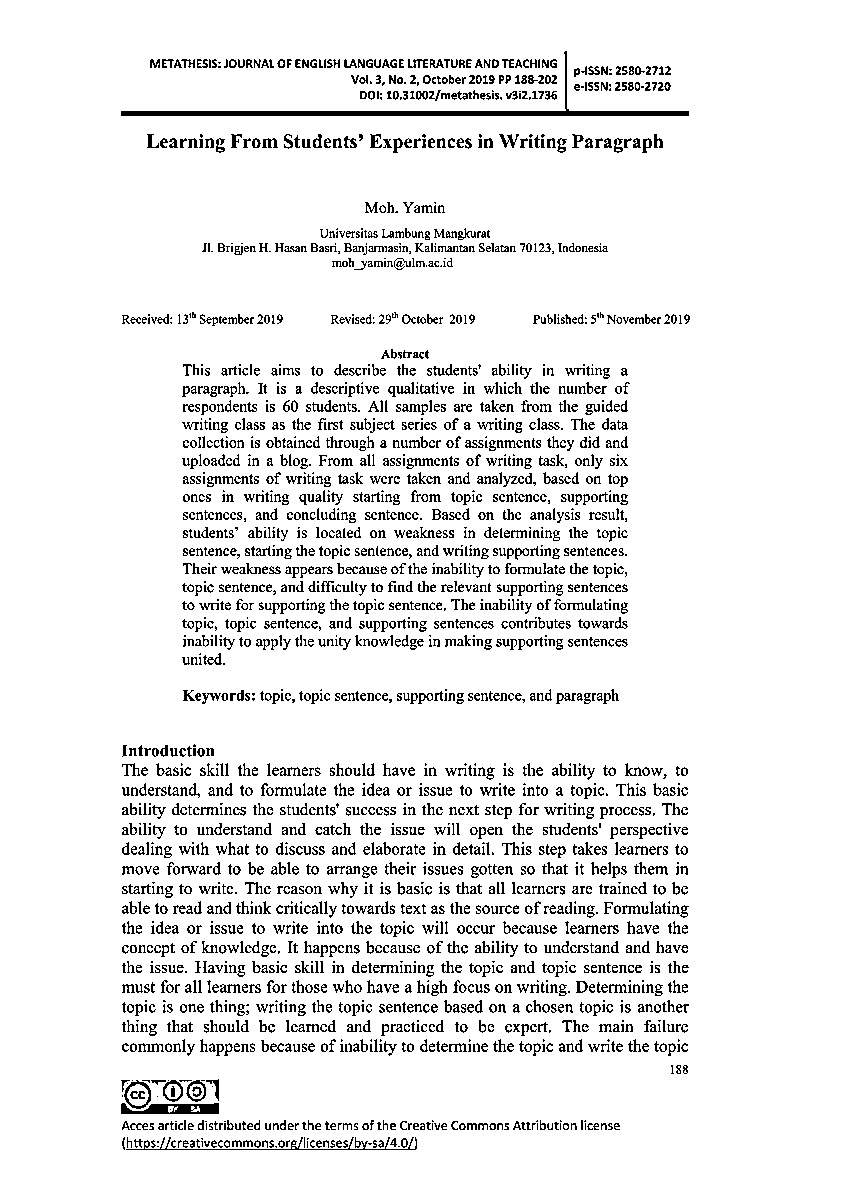 METATHESIS: JOURNAL OF ENGLISH LANGUAGE LITERATURE AND TEACHING
Vol. 3, No. 2, October 2019 PP 188-202
DOI: 10.31002/metathesis. v3i2.1736
p-ISSN: 2580-2712
e-ISSN: 2580-2720
Learning From Students’ Experiences in Writing Paragraph
Moh. Yamin
Universitas Lambung Mangkurat
Jl. Brigjen H. Hasan Basri, Banjarmasin, Kalimantan Selatan 70123, Indonesia
moh_yamin@ulm.ac.id
Received: 13th September 2019 Revised: 29th October 2019 Published: 5th November 2019
Abstract
This article aims to describe the students' ability in writing a
paragraph. It is a descriptive qualitative in which the number of
respondents is 60 students. All samples are taken from the guided
writing class as the first subject series of a writing class. The data
collection is obtained through a number of assignments they did and
uploaded in a blog. From all assignments of writing task, only six
assignments of writing task were taken and analyzed, based on top
ones in writing quality starting from topic sentence, supporting
sentences, and concluding sentence. Based on the analysis result,
students’ ability is located on weakness in determining the topic
sentence, starting the topic sentence, and writing supporting sentences.
Their weakness appears because of the inability to formulate the topic,
topic sentence, and difficulty to find the relevant supporting sentences
to write for supporting the topic sentence. The inability of formulating
topic, topic sentence, and supporting sentences contributes towards
inability to apply the unity knowledge in making supporting sentences
united.
Keywords: topic, topic sentence, supporting sentence, and paragraph
Introduction
The basic skill the learners should have in writing is the ability to know, to
understand, and to formulate the idea or issue to write into a topic. This basic
ability determines the students' success in the next step for writing process. The
ability to understand and catch the issue will open the students' perspective
dealing with what to discuss and elaborate in detail. This step takes learners to
move forward to be able to arrange their issues gotten so that it helps them in
starting to write. The reason why it is basic is that all learners are trained to be
able to read and think critically towards text as the source of reading. Formulating
the idea or issue to write into the topic will occur because learners have the
concept of knowledge. It happens because of the ability to understand and have
the issue. Having basic skill in determining the topic and topic sentence is the
must for all learners for those who have a high focus on writing. Determining the
topic is one thing; writing the topic sentence based on a chosen topic is another
thing that should be learned and practiced to be expert. The main failure
commonly happens because of inability to determine the topic and write the topic
188
cc BY SA
Acces article distributed under the terms of the Creative Commons Attribution license
(https://creativecommons.org/licenses/by-sa/4.0/)